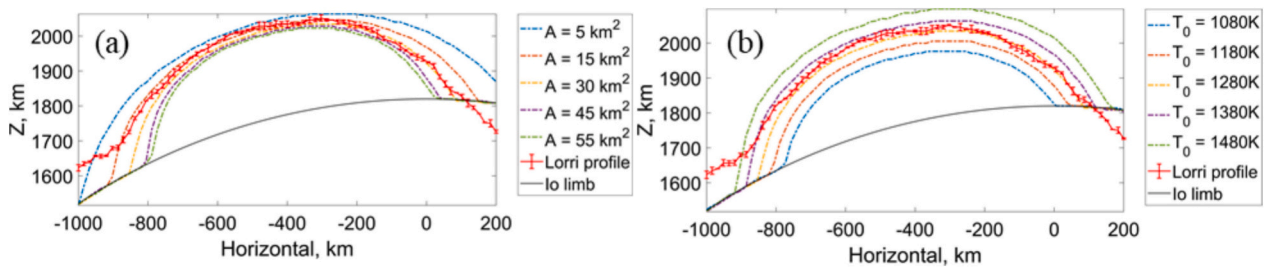 (a)
2000
1900
1800
1700
1600
Z, km
-1000 -800 -600 -400 -200 0 200
Horizontal, km
A = 5 km²
A = 15 km²
A = 30 km²
A = 45 km²
A = 55 km²
Lorri profile
Io limb
(b)
2000
1900
1800
1700
1600
Z, km
-1000 -800 -600 -400 -200 0 200
Horizontal, km
T₀ = 1080K
T₀ = 1180K
T₀ = 1280K
T₀ = 1380K
T₀ = 1480K
Lorri profile
Io limb